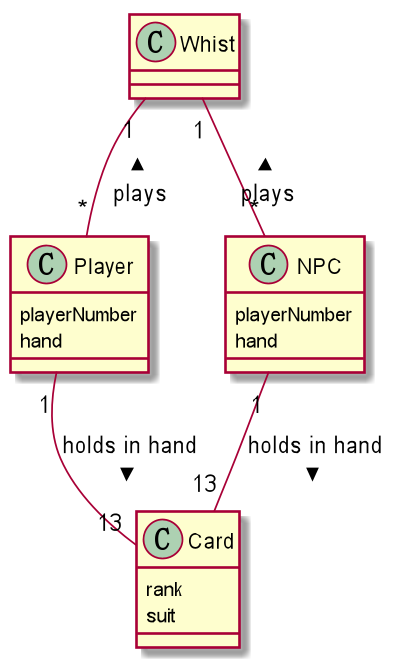 C Whist
1
1
plays
plays
*
*
C Player
C NPC
playerNumber
hand
playerNumber
hand
1
1
holds in hand
holds in hand
13
13
C Card
rank
suit